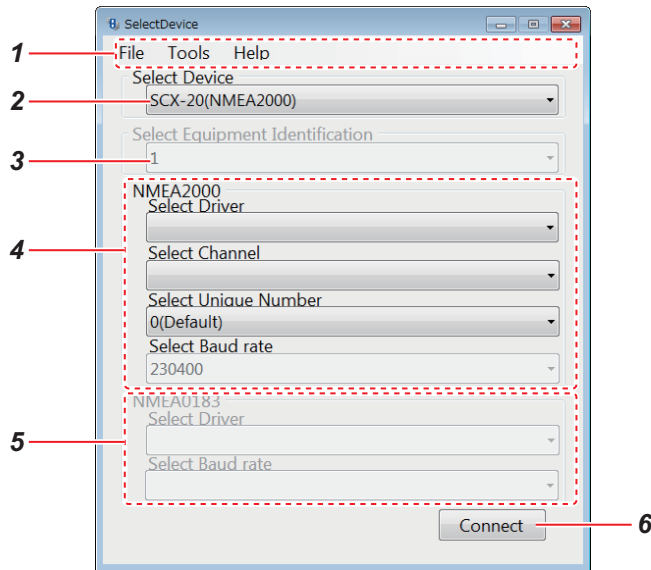 SelectDevice
1
File Tools Help
Select Device
2
SCX-20(NMEA2000)
Select Equipment Identification
3
1
NMEA2000
Select Driver
4
Select Channel
Select Unique Number
0(Default)
Select Baud rate
230400
NMEA0183
Select Driver
5
Select Baud rate
Connect
6